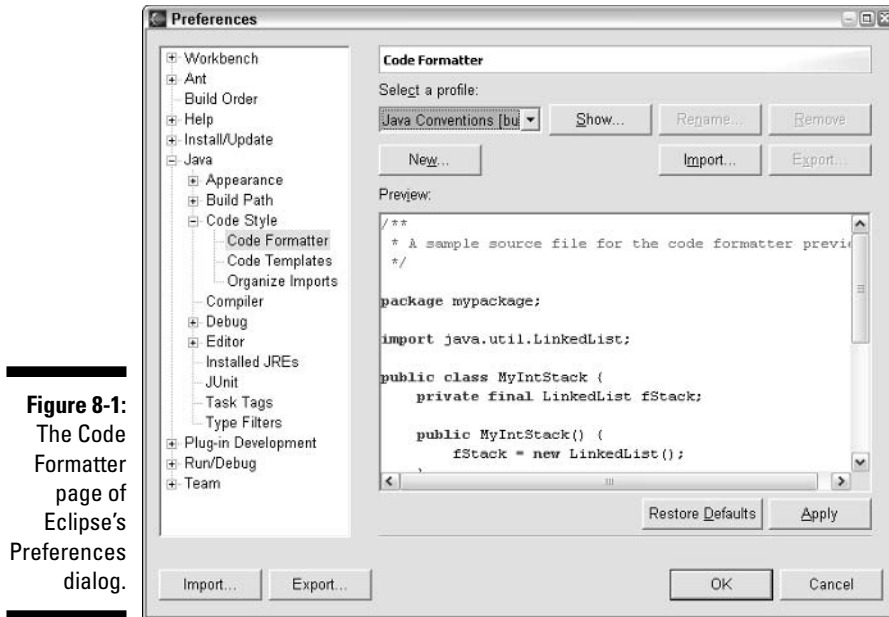 Preferences
Workbench
Ant
Build Order
Help
Install/Update
Java
Appearance
Build Path
Code Style
Code Formatter
Code Templates
Organize Imports
Compiler
Debug
Editor
Installed JREs
JUnit
Task Tags
Type Filters
Plug-in Development
Run/Debug
Team
Code Formatter
Select a profile:
Java Conventions [bu
Show...
Rename...
Remove
New...
Import...
Export...
Preview:
/**
* A sample source file for the code formatter previe
*/
package mypackage;
import java.util.LinkedList;
public class MyIntStack {
private final LinkedList fStack;
public MyIntStack() {
fStack = new LinkedList();
Restore Defaults
Apply
Import...
Export...
OK
Cancel
Figure 8-1:
The Code
Formatter
page of
Eclipse's
Preferences
dialog.